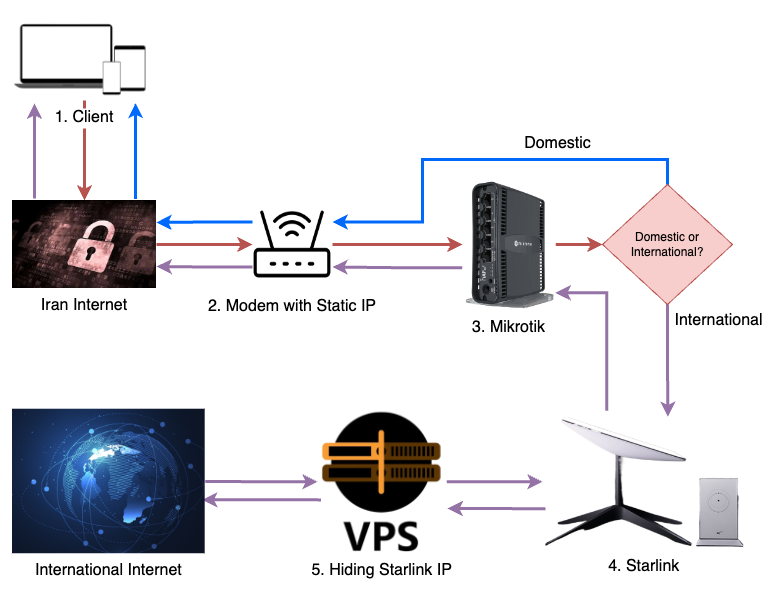 1. Client
Domestic
Domestic or
International?
Iran Internet
2. Modem with Static IP
3. Mikrotik
International
VPS
International Internet
5. Hiding Starlink IP
4. Starlink